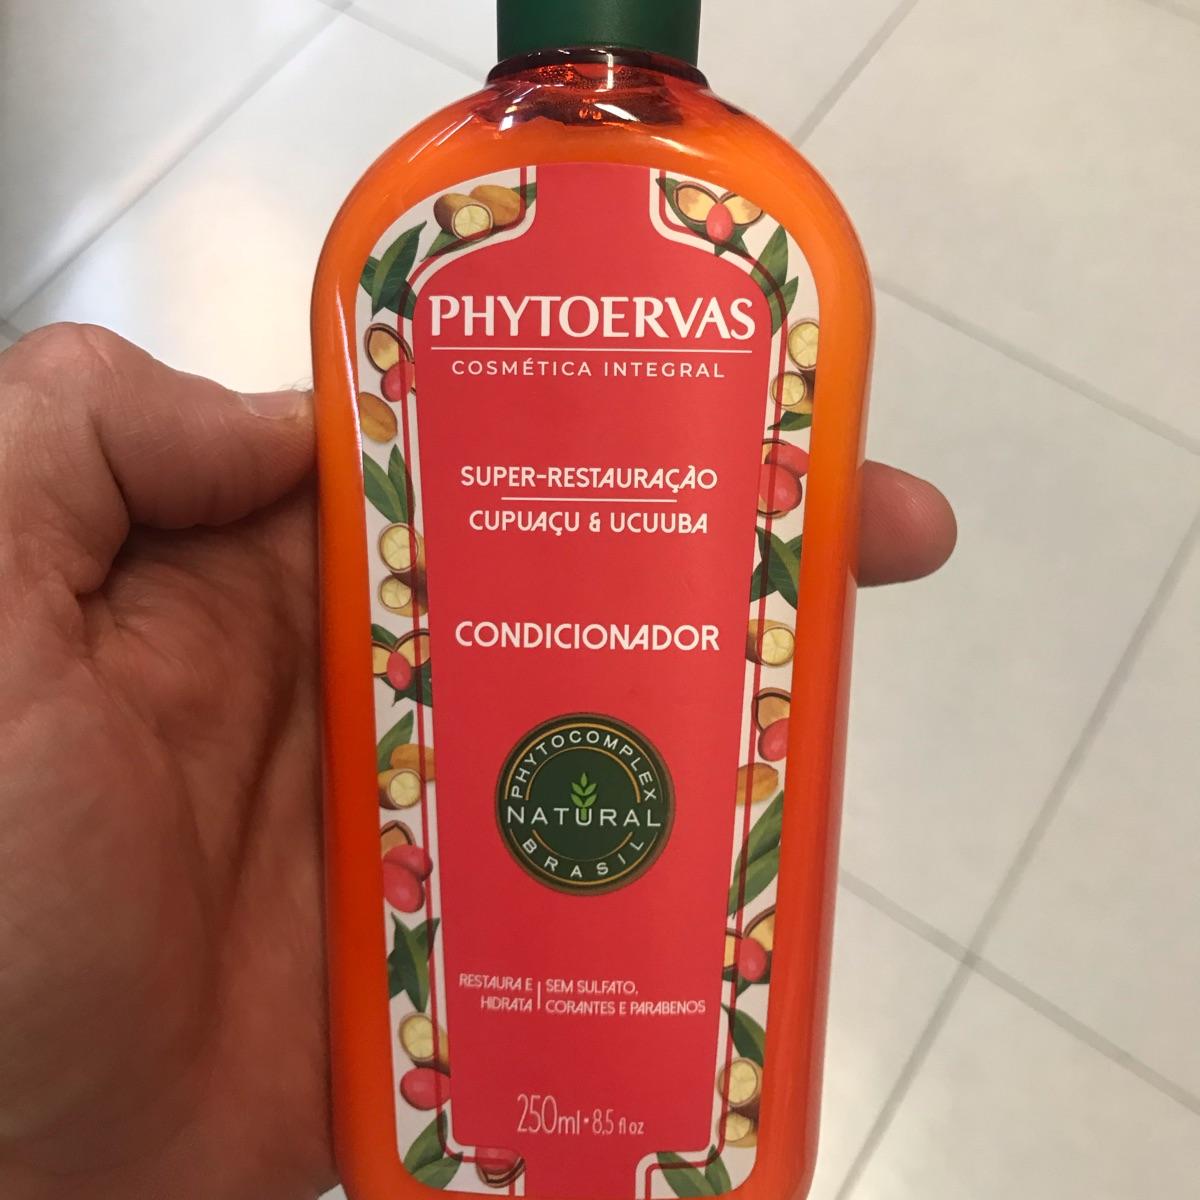 PHYTOERVAS
COSMÉTICA INTEGRAL
SUPER-RESTAURAÇÃO
CUPUAÇU & UCUUBA
CONDICIONADOR
PHYTOCOMPLEX
NATURAL
BRASIL
RESTAURA E
HIDRATA
SEM SULFATO,
CORANTES E PARABENOS
250ml • 8,5 fl oz